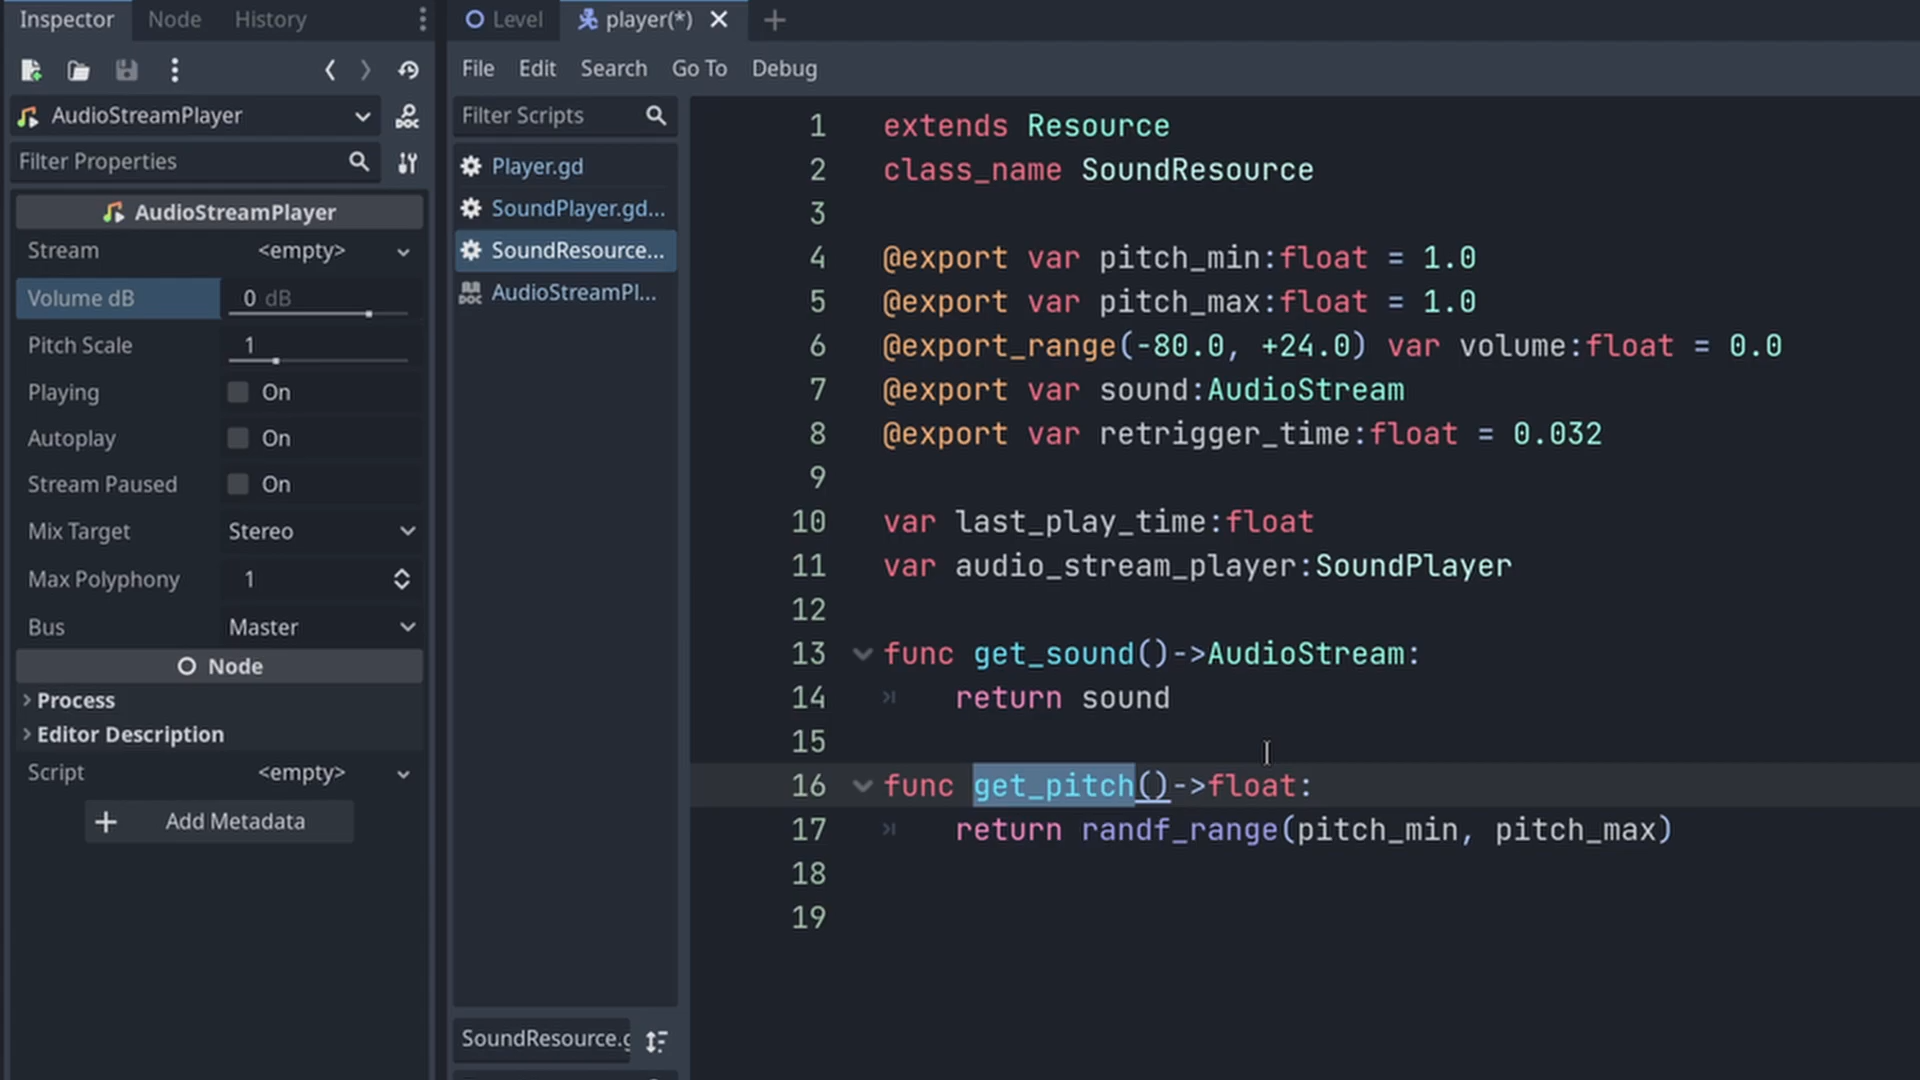 Inspector Node History
Level player(*)
File Edit Search Go To Debug
AudioStreamPlayer
Filter Properties
AudioStreamPlayer
Stream <empty>
Volume dB 0 dB
Pitch Scale 1
Playing On
Autoplay On
Stream Paused On
Mix Target Stereo
Max Polyphony 1
Bus Master
Node
Process
Editor Description
Script <empty>
Add Metadata
Filter Scripts
Player.gd
SoundPlayer.gd...
SoundResource...
AudioStreamPl...
SoundResource.g
1 extends Resource
2 class_name SoundResource
3
4 @export var pitch_min:float = 1.0
5 @export var pitch_max:float = 1.0
6 @export_range(-80.0, +24.0) var volume:float = 0.0
7 @export var sound:AudioStream
8 @export var retrigger_time:float = 0.032
9
10 var last_play_time:float
11 var audio_stream_player:SoundPlayer
12
13 func get_sound()->AudioStream:
14 return sound
15
16 func get_pitch()->float:
17 return randf_range(pitch_min, pitch_max)
18
19